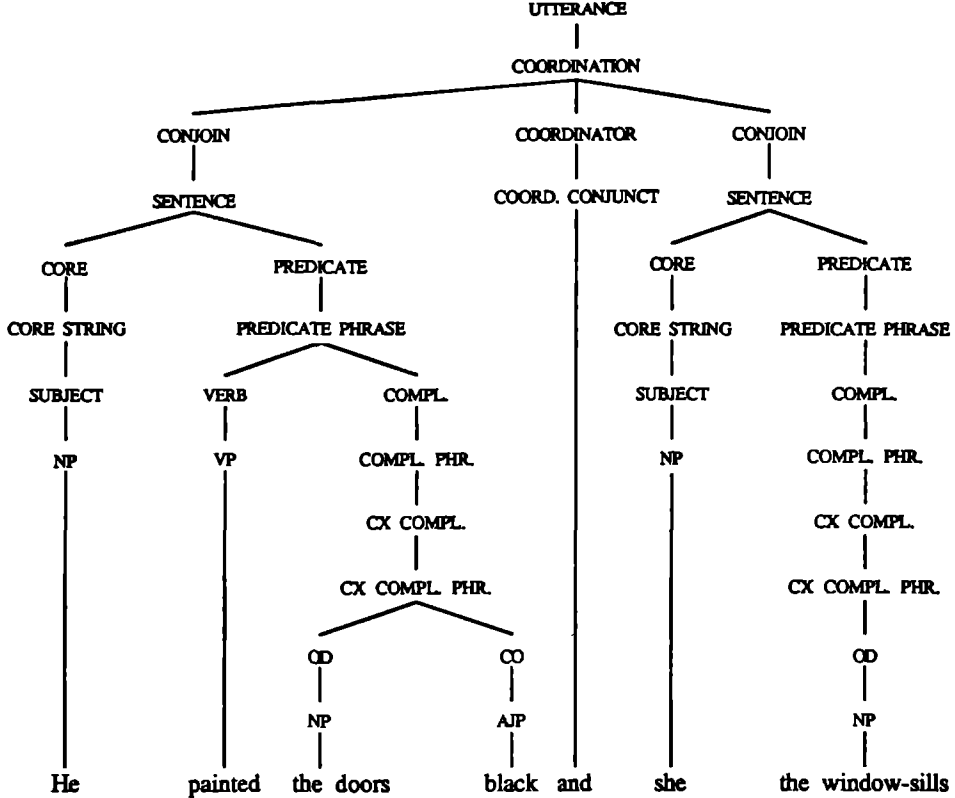 UTTERANCE
COORDINATION
CONJOIN COORDINATOR CONJOIN
SENTENCE COORD. CONJUNCT SENTENCE
CORE PREDICATE CORE PREDICATE
CORE STRING PREDICATE PHRASE CORE STRING PREDICATE PHRASE
SUBJECT VERB COMPL. SUBJECT COMPL.
NP VP COMPL. PHR. NP COMPL. PHR.
CX COMPL. CX COMPL.
CX COMPL. PHR. CX COMPL. PHR.
OD CO OD
NP AJP NP
He painted the doors black and she the window-sills